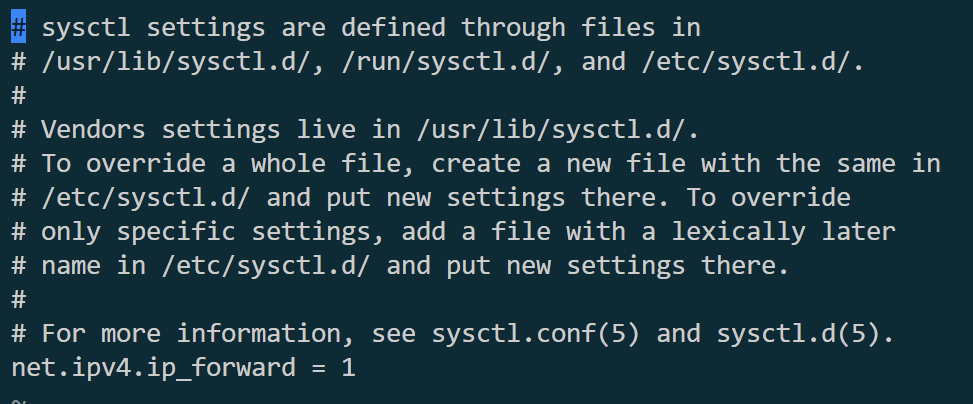 # sysctl settings are defined through files in
# /usr/lib/sysctl.d/, /run/sysctl.d/, and /etc/sysctl.d/.
#
# Vendors settings live in /usr/lib/sysctl.d/.
# To override a whole file, create a new file with the same in
# /etc/sysctl.d/ and put new settings there. To override
# only specific settings, add a file with a lexically later
# name in /etc/sysctl.d/ and put new settings there.
#
# For more information, see sysctl.conf(5) and sysctl.d(5).
net.ipv4.ip_forward = 1
~